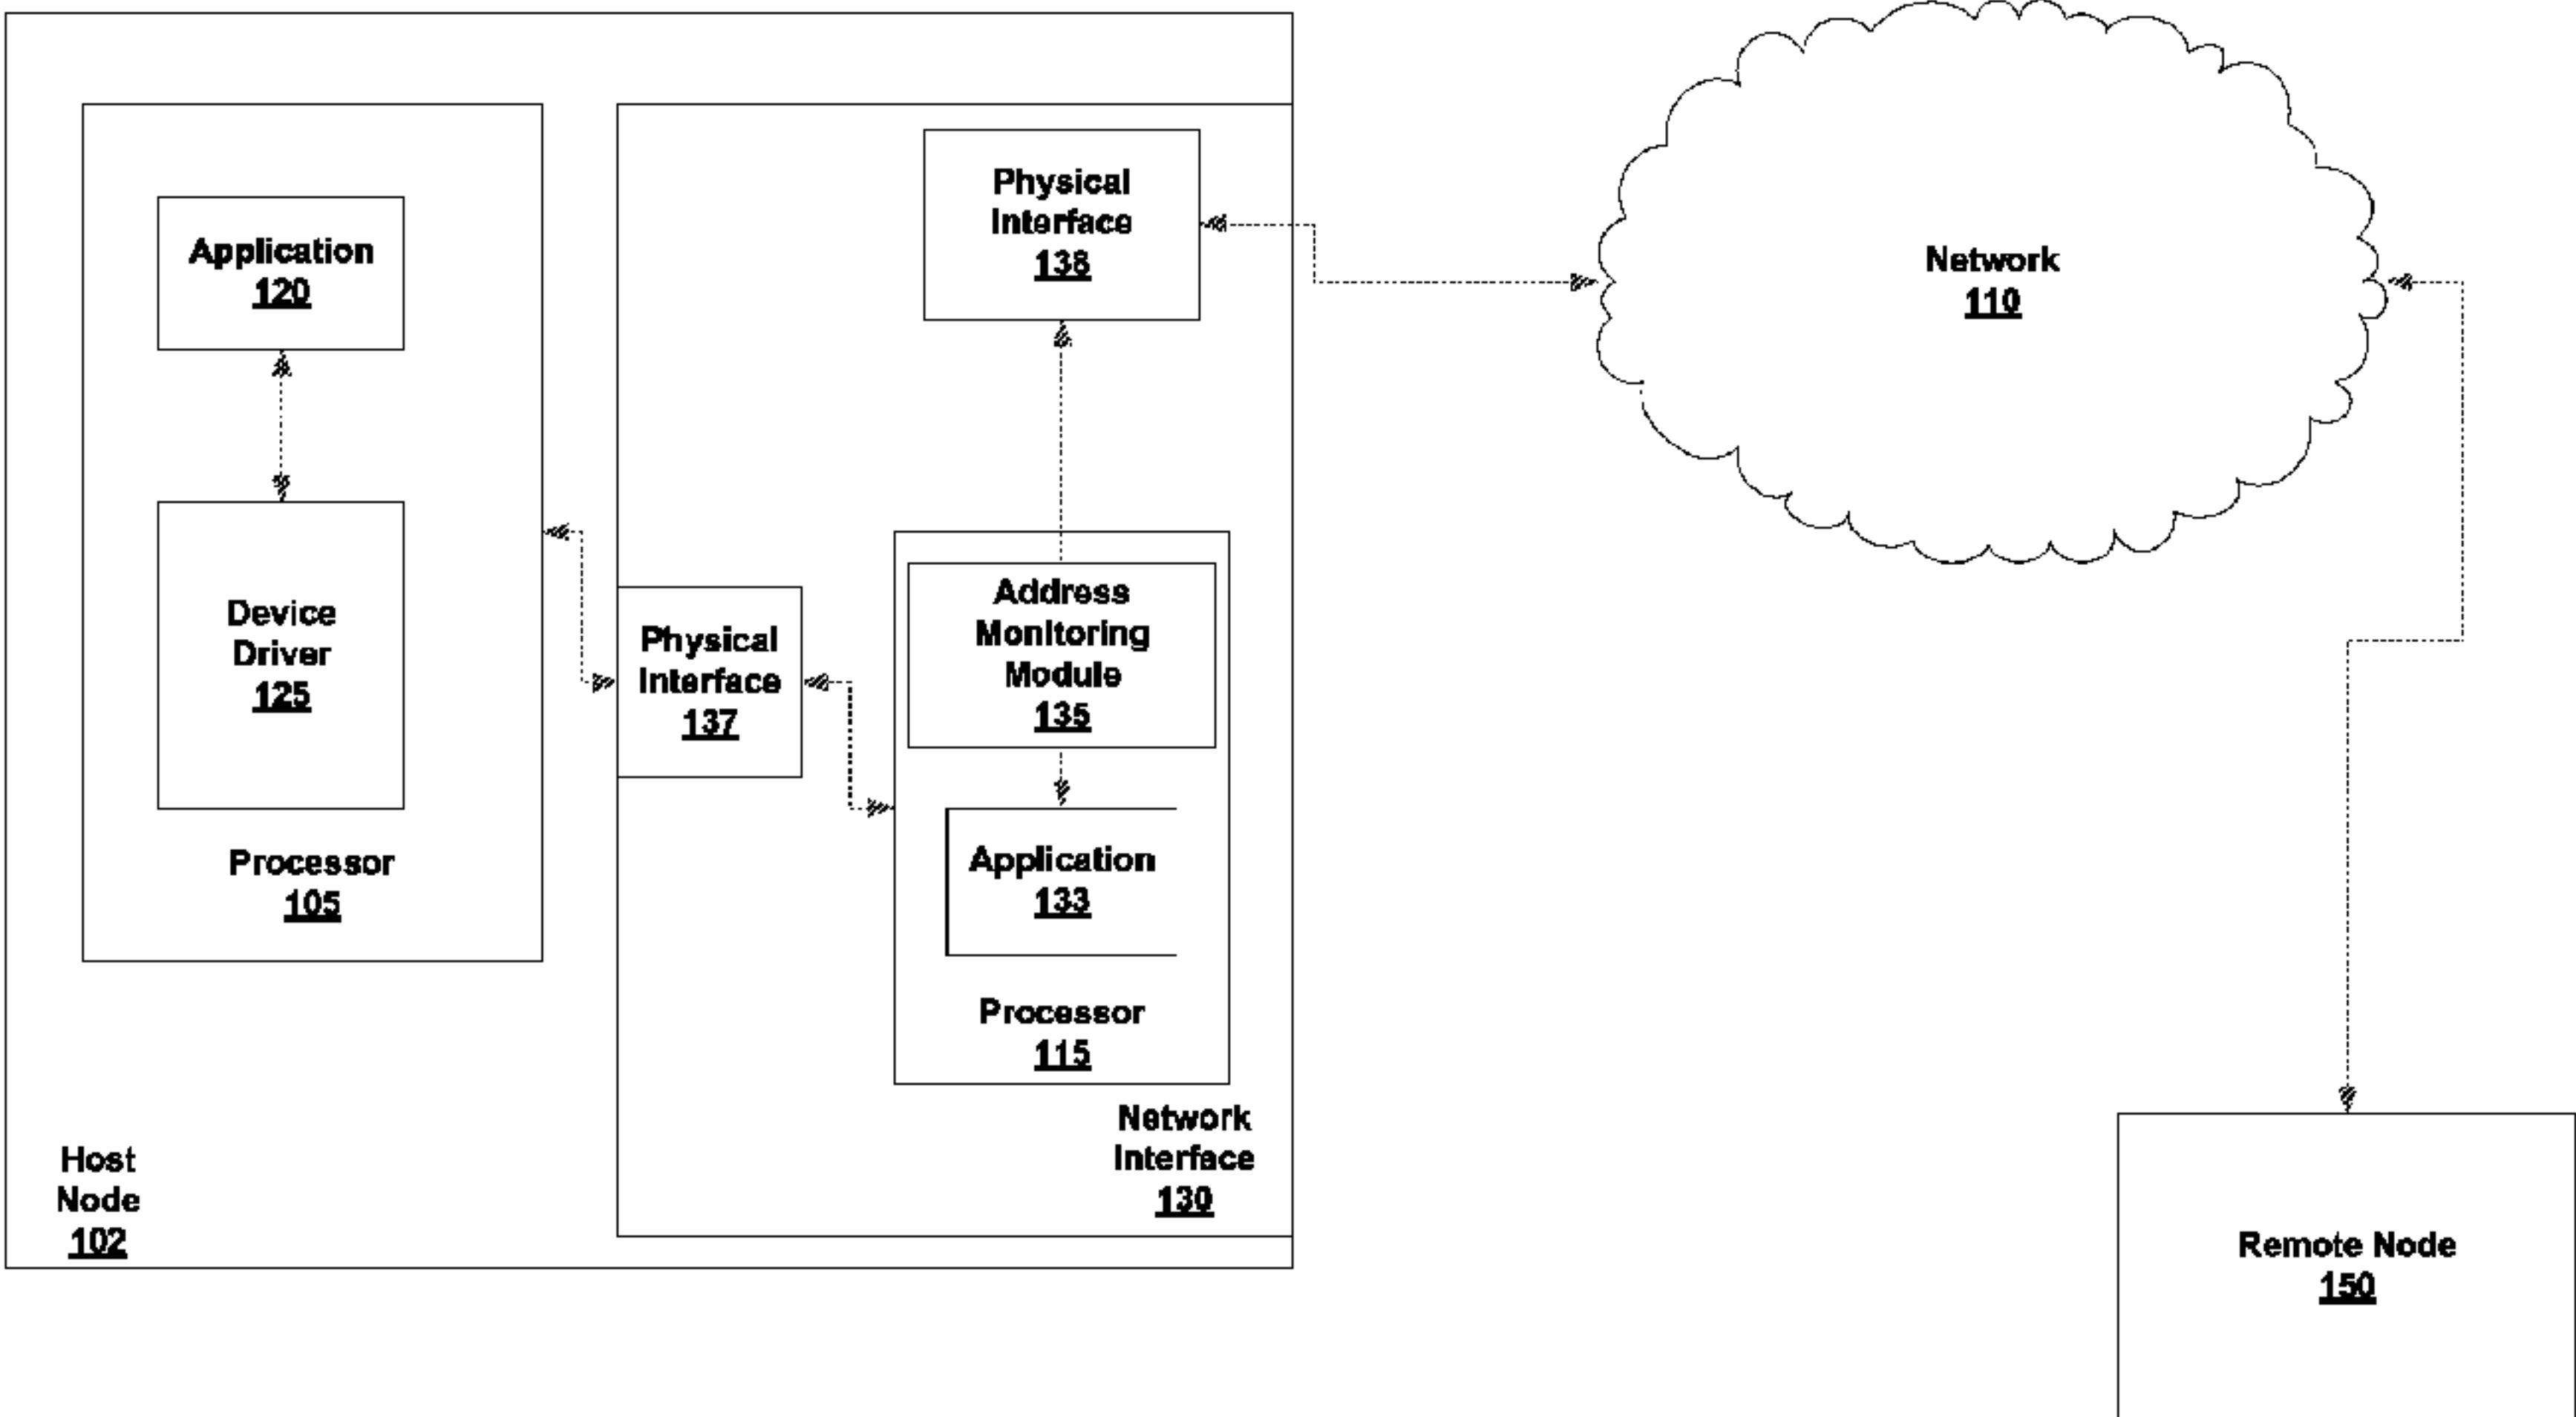 Application
120
Device
Driver
125
Processor
105
Host
Node
102
Physical
Interface
138
Physical
Interface
137
Address
Monitoring
Module
135
Application
133
Processor
115
Network
Interface
130
Network
110
Remote Node
150